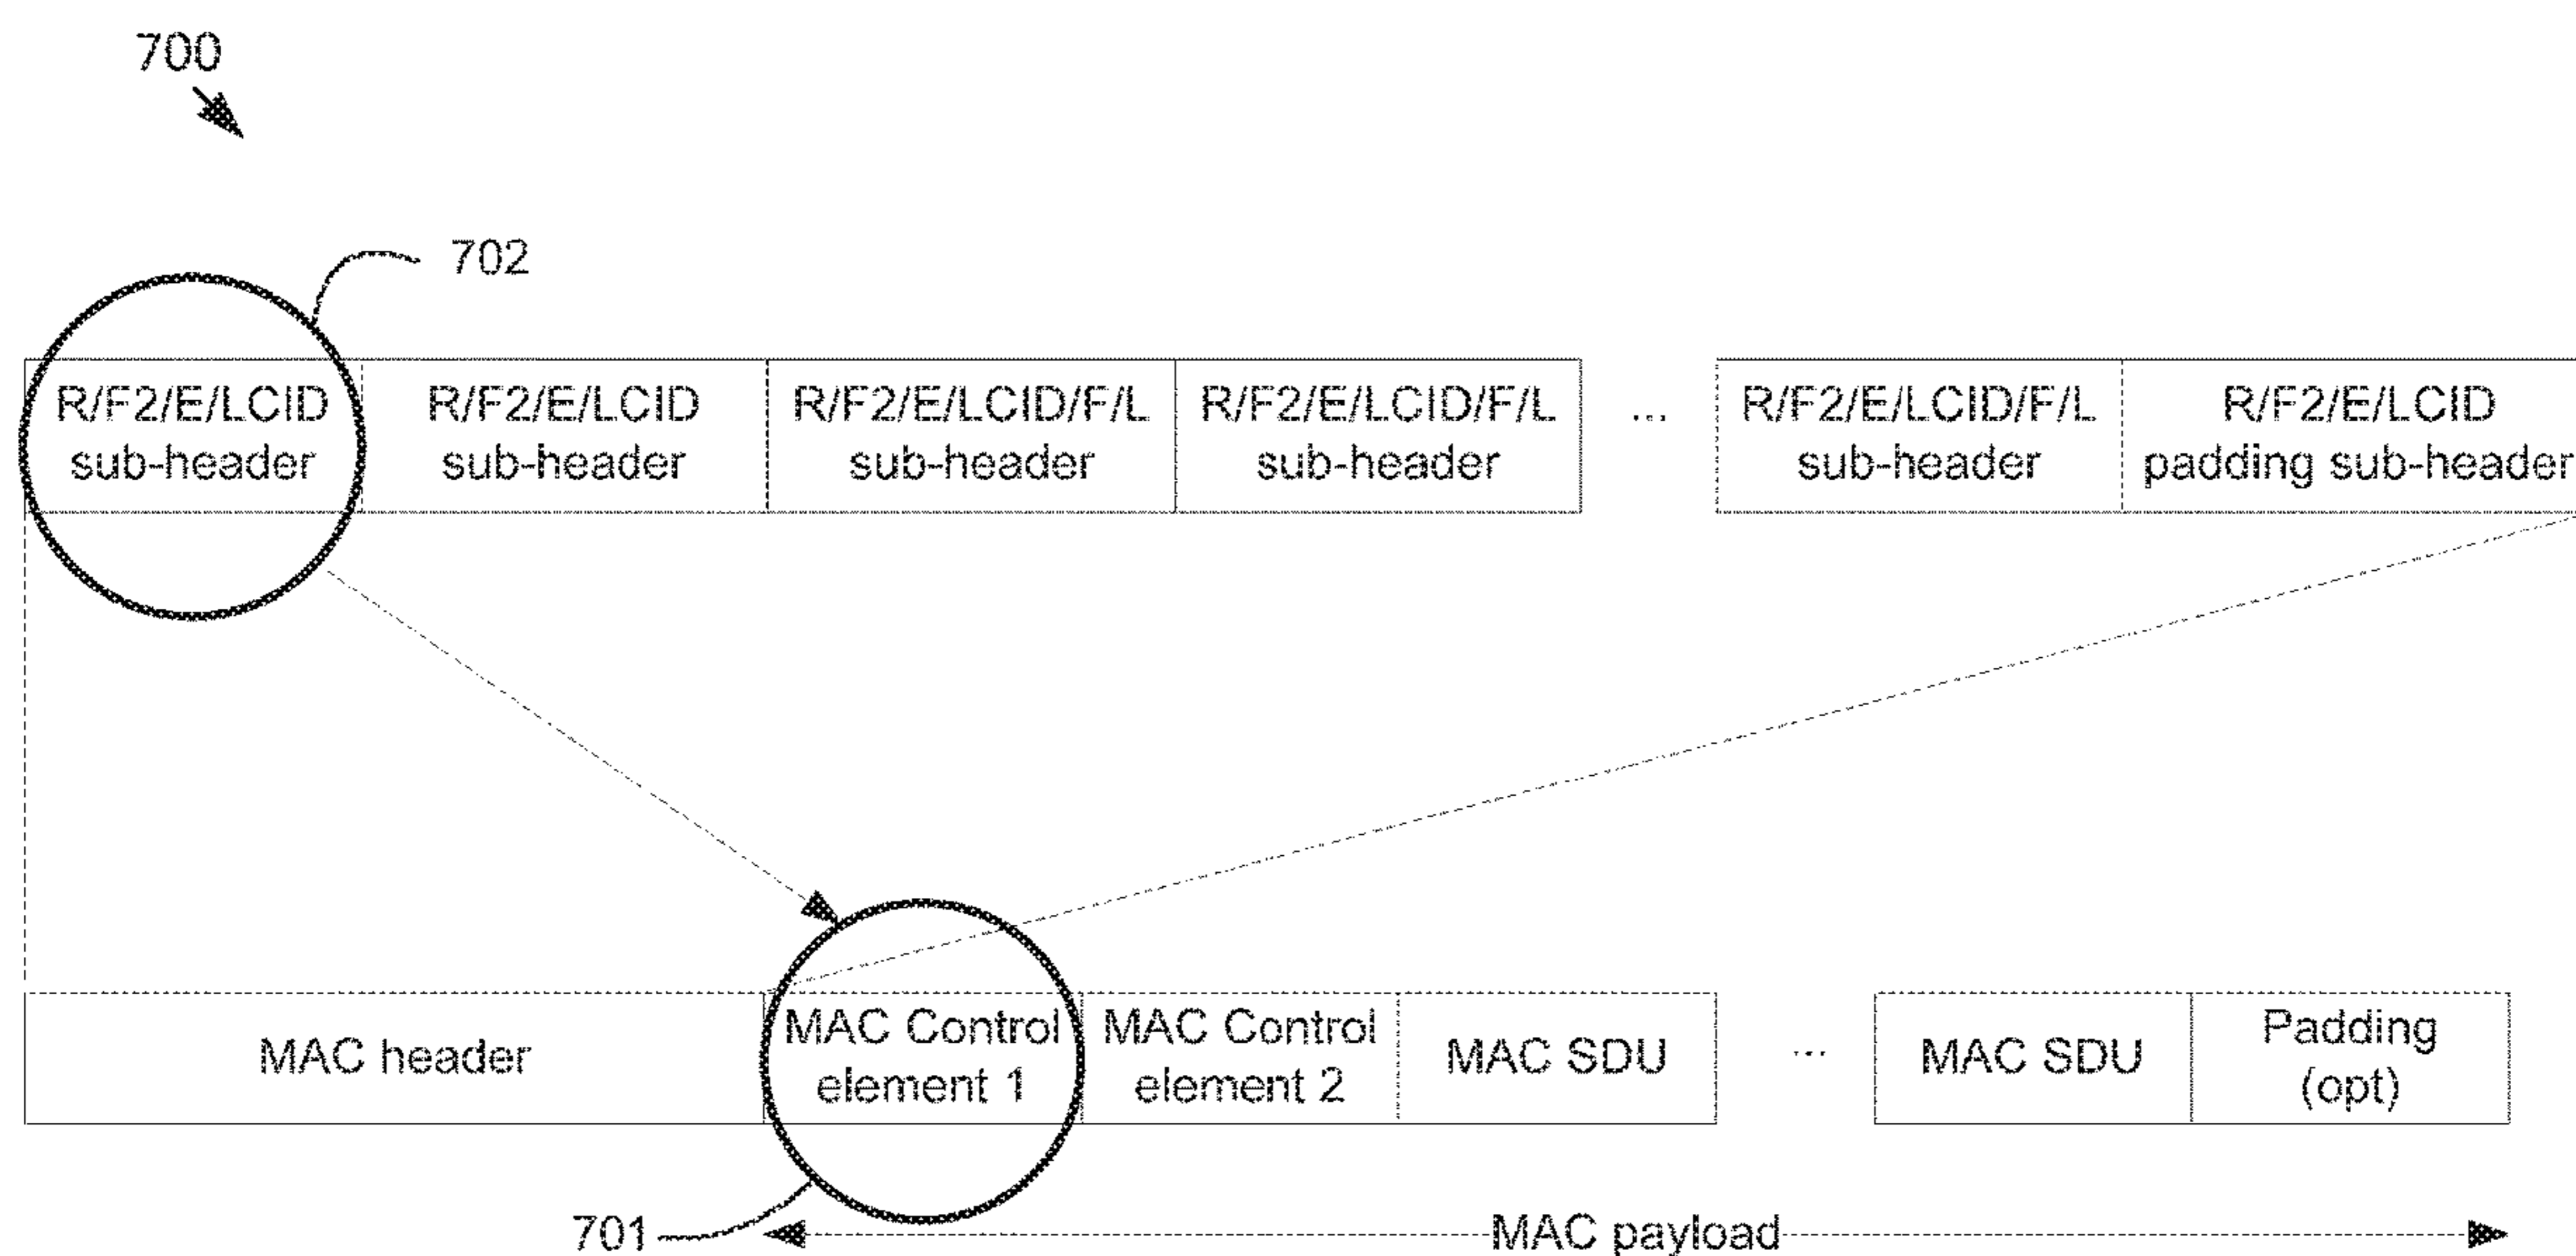 700
702
R/F2/E/LCID
sub-header
R/F2/E/LCID
sub-header
R/F2/E/LCID/F/L
sub-header
R/F2/E/LCID/F/L
sub-header
...
R/F2/E/LCID/F/L
sub-header
R/F2/E/LCID
padding sub-header
MAC header
MAC Control
element 1
MAC Control
element 2
MAC SDU
...
MAC SDU
Padding
(opt)
701
MAC payload